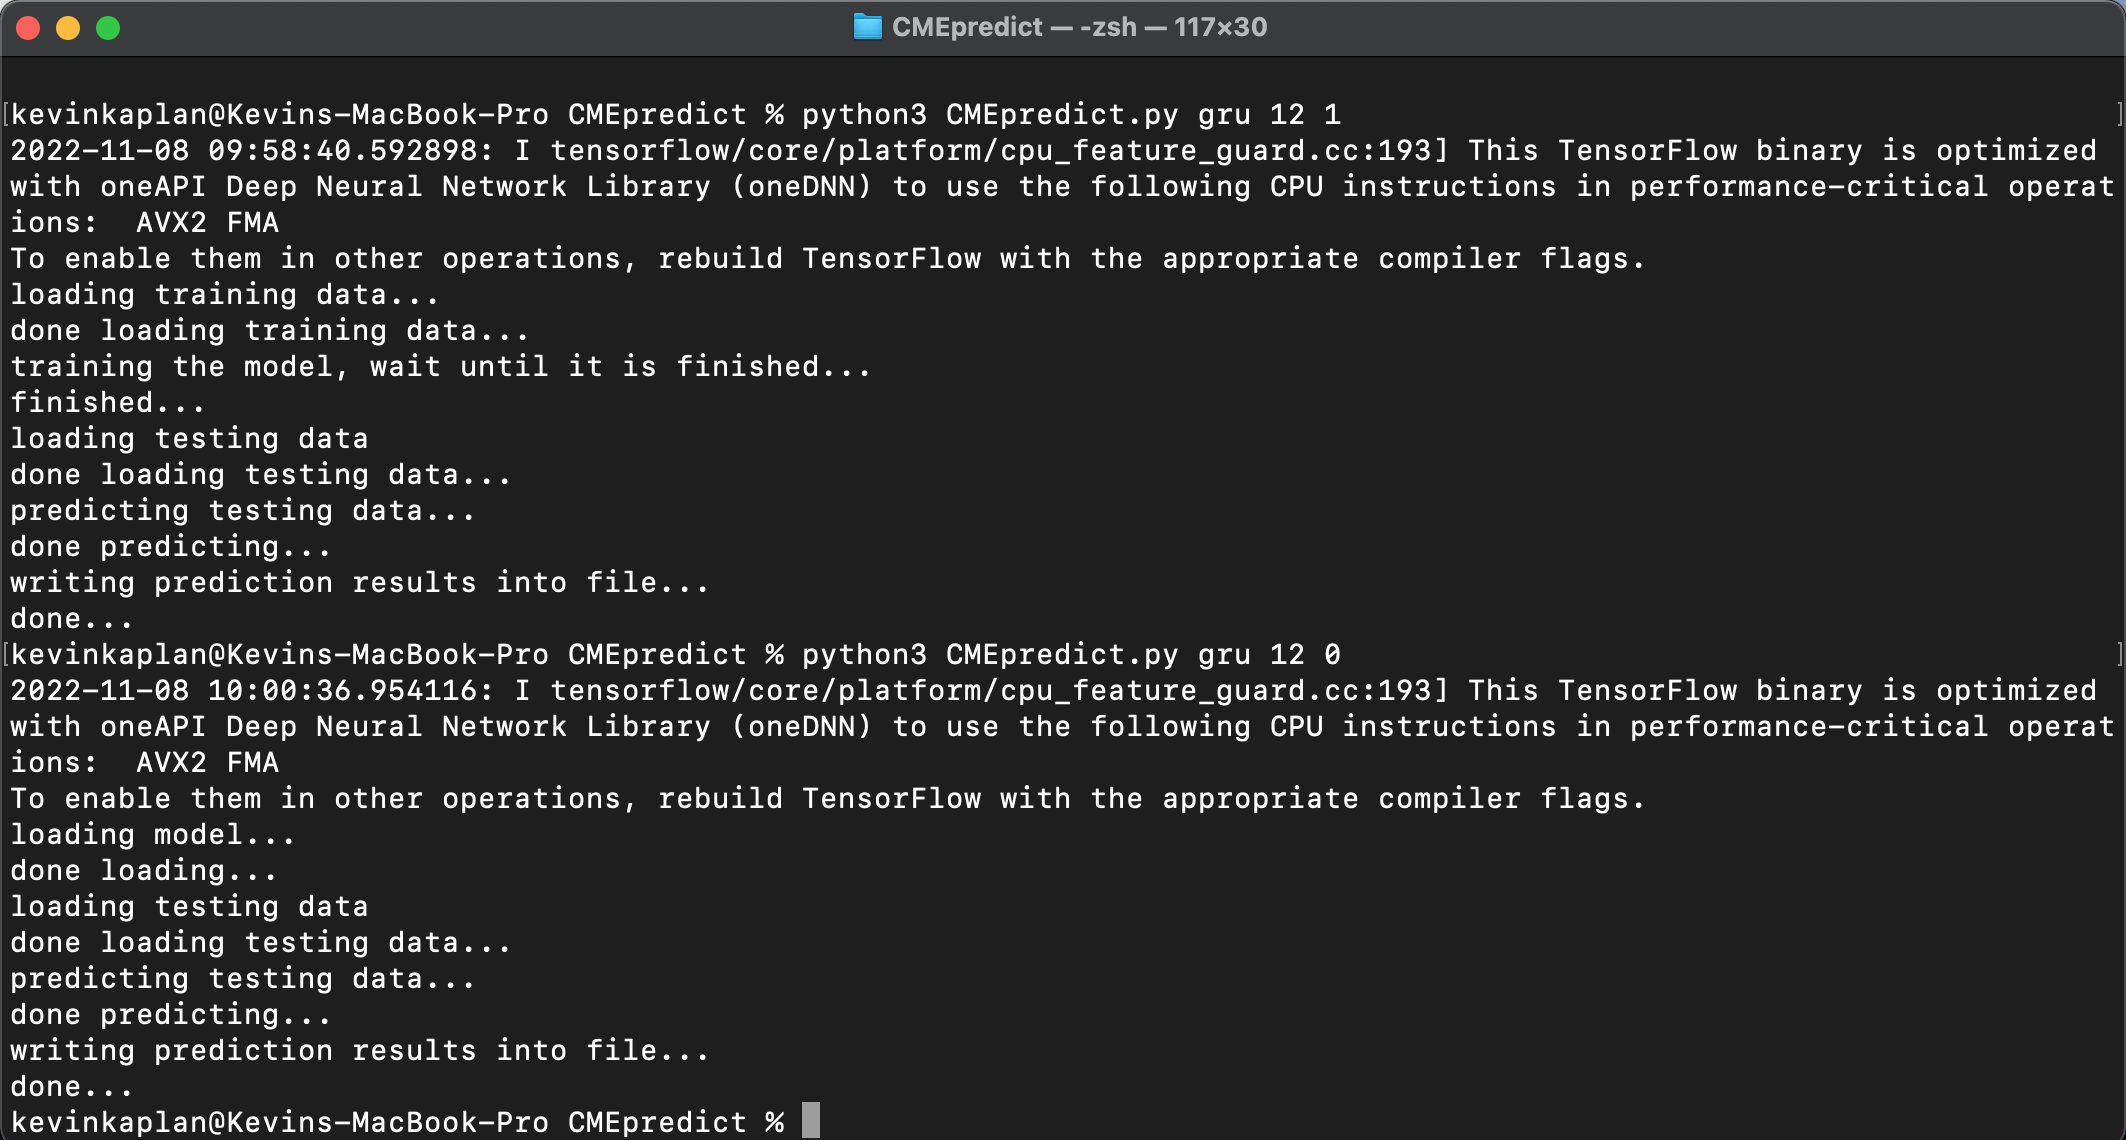 CMEpredict — -zsh — 117×30
kevinkaplan@Kevins-MacBook-Pro CMEpredict % python3 CMEpredict.py gru 12 1
2022-11-08 09:58:40.592898: I tensorflow/core/platform/cpu_feature_guard.cc:193] This TensorFlow binary is optimized
with oneAPI Deep Neural Network Library (oneDNN) to use the following CPU instructions in performance-critical operat
ions:  AVX2 FMA
To enable them in other operations, rebuild TensorFlow with the appropriate compiler flags.
loading training data...
done loading training data...
training the model, wait until it is finished...
finished...
loading testing data
done loading testing data...
predicting testing data...
done predicting...
writing prediction results into file...
done...
kevinkaplan@Kevins-MacBook-Pro CMEpredict % python3 CMEpredict.py gru 12 0
2022-11-08 10:00:36.954116: I tensorflow/core/platform/cpu_feature_guard.cc:193] This TensorFlow binary is optimized
with oneAPI Deep Neural Network Library (oneDNN) to use the following CPU instructions in performance-critical operat
ions:  AVX2 FMA
To enable them in other operations, rebuild TensorFlow with the appropriate compiler flags.
loading model...
done loading...
loading testing data
done loading testing data...
predicting testing data...
done predicting...
writing prediction results into file...
done...
kevinkaplan@Kevins-MacBook-Pro CMEpredict %